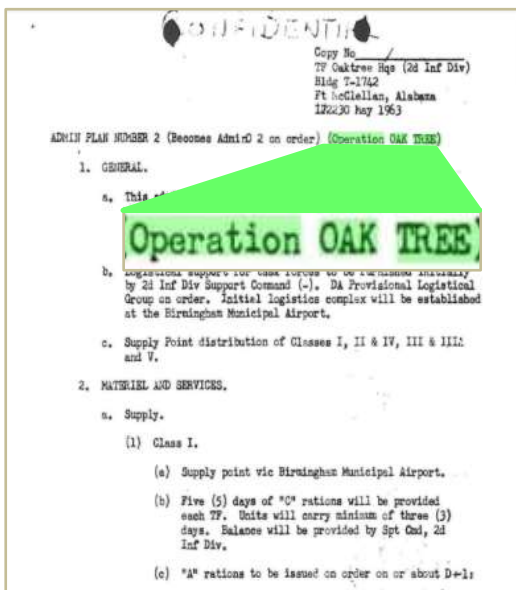 CONFIDENTIAL
Copy No 1
TF Oaktree Hqs (2d Inf Div)
Bldg T-1742
Ft McClellan, Alabama
172230 May 1963
ADMIN PLAN NUMBER 2 (Becomes AdminO 2 on order) (Operation OAK TREE)
1. GENERAL.
a. This
(Operation OAK TREE)
b. Logistical support for task forces to be furnished initially
by 2d Inf Div Support Command (-). DA Provisional Logistical
Group on order. Initial logistics complex will be established
at the Birmingham Municipal Airport.
c. Supply Point distribution of Classes I, II & IV, III & IIIA
and V.
2. MATERIEL AND SERVICES.
a. Supply.
(1) Class I.
(a) Supply point vic Birmingham Municipal Airport.
(b) Five (5) days of "C" rations will be provided
each TF. Units will carry minimum of three (3)
days. Balance will be provided by Spt Cmd, 2d
Inf Div.
(c) "A" rations to be issued on order on or about D+1;